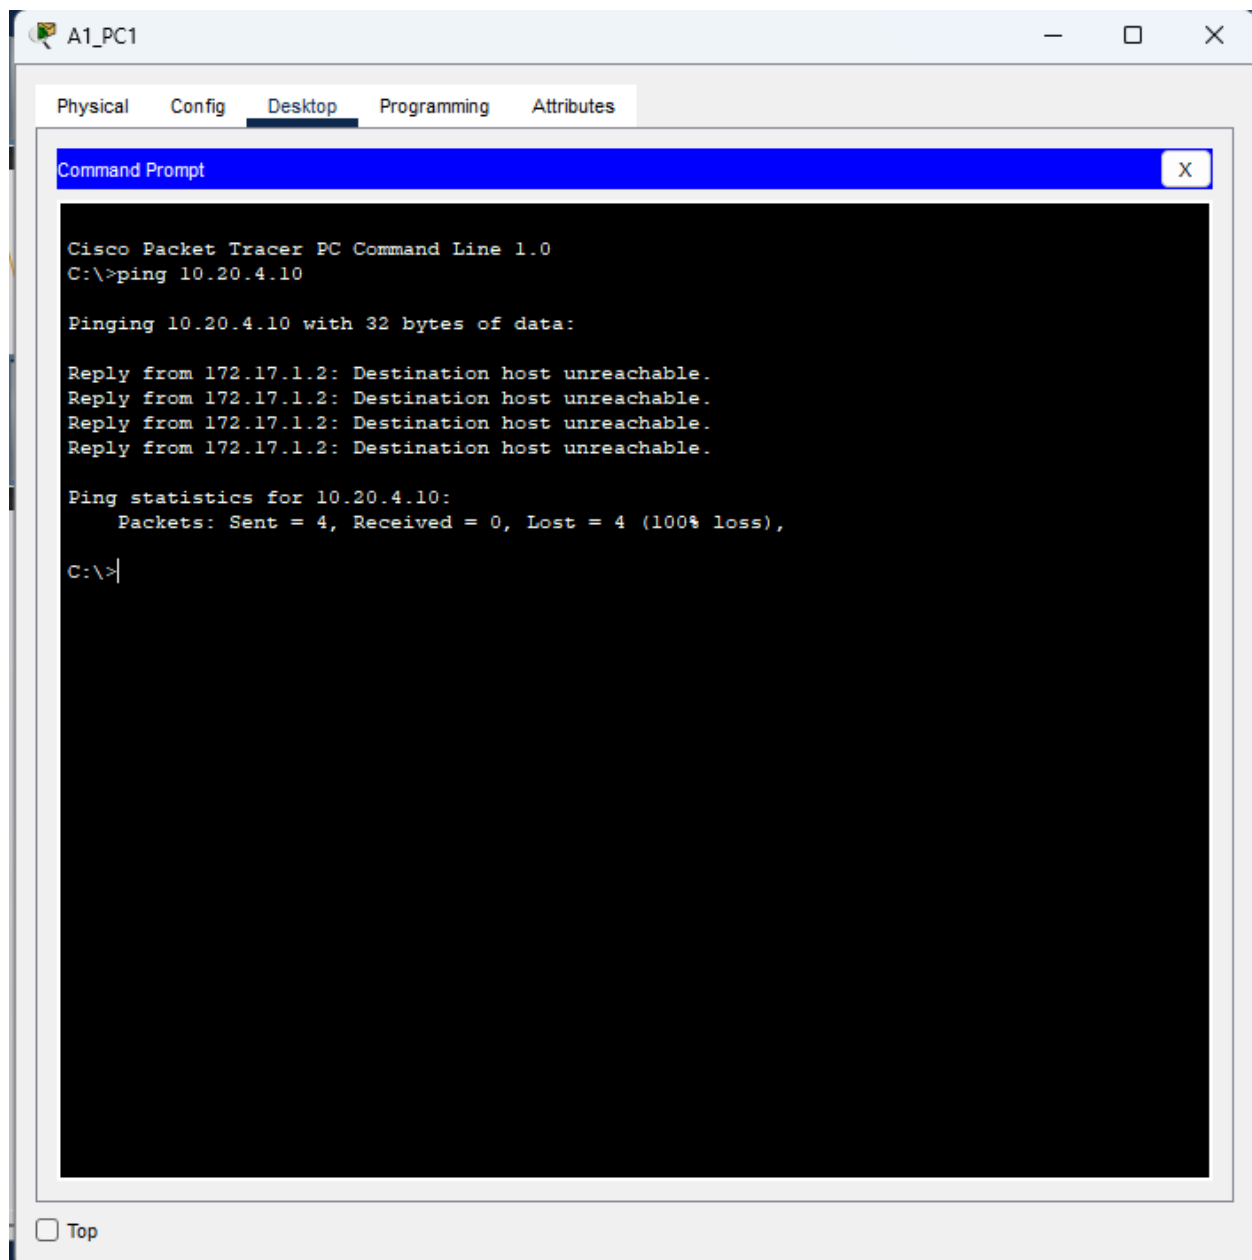 A1_PC1
Physical Config Desktop Programming Attributes
Command Prompt X
Cisco Packet Tracer PC Command Line 1.0
C:\>ping 10.20.4.10
Pinging 10.20.4.10 with 32 bytes of data:
Reply from 172.17.1.2: Destination host unreachable.
Reply from 172.17.1.2: Destination host unreachable.
Reply from 172.17.1.2: Destination host unreachable.
Reply from 172.17.1.2: Destination host unreachable.
Ping statistics for 10.20.4.10:
    Packets: Sent = 4, Received = 0, Lost = 4 (100% loss),
C:\>
Top